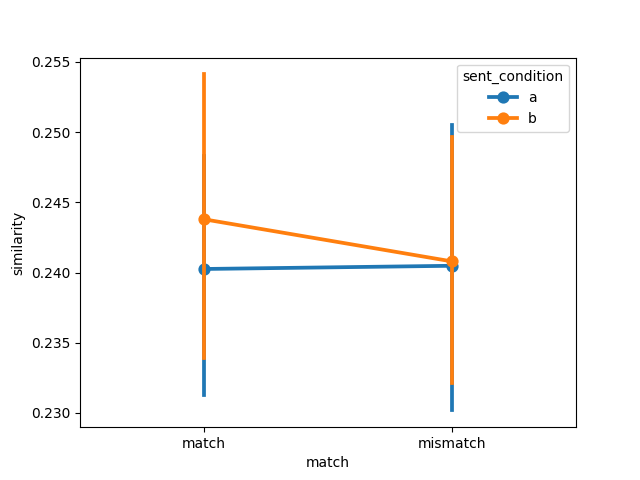 0.255
0.250
0.245
0.240
0.235
0.230
similarity
match
mismatch
match
sent_condition
a
b